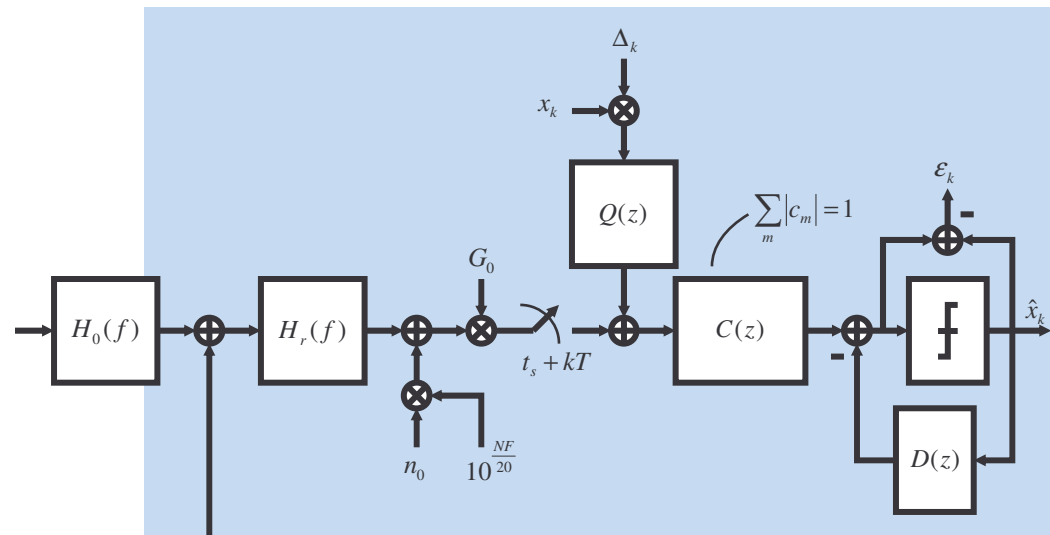 Δ_k
x_k
Q(z)
ε_k
∑_m |c_m| = 1
G_0
H_0(f)
H_r(f)
t_s + kT
C(z)
x̂_k
n_0
10^{NF/20}
D(z)